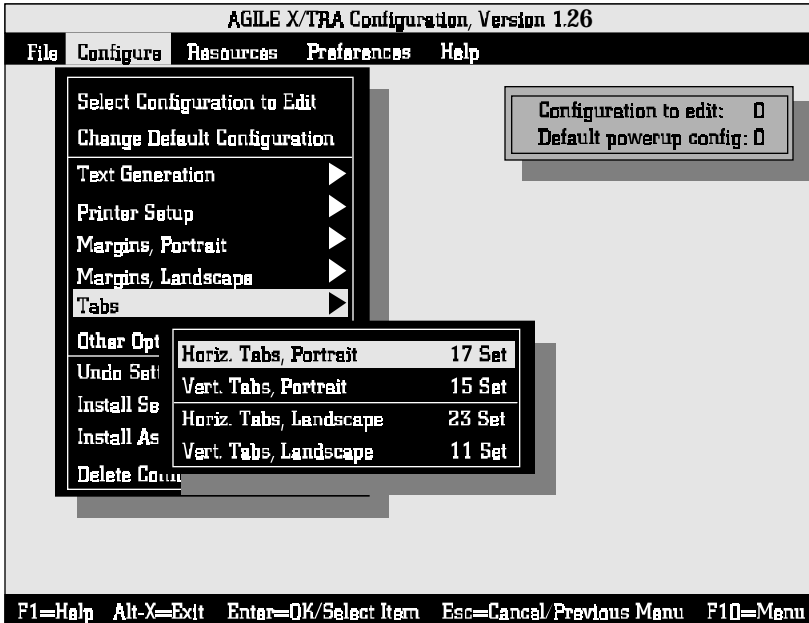 AGILE X/TRA Configuration, Version 1.26
File Configure Resources Preferences Help
Select Configuration to Edit
Change Default Configuration
Configuration to edit: 0
Default powerup config: 0
Text Generation
Printer Setup
Margins, Portrait
Margins, Landscape
Tabs
Other Opt
Undo Sett
Install Se
Install As
Delete Con
Horiz. Tabs, Portrait 17 Set
Vert. Tabs, Portrait 15 Set
Horiz. Tabs, Landscape 23 Set
Vert. Tabs, Landscape 11 Set
F1=Help Alt-X=Exit Enter=OK/Select Item Esc=Cancel/Previous Menu F10=Menu